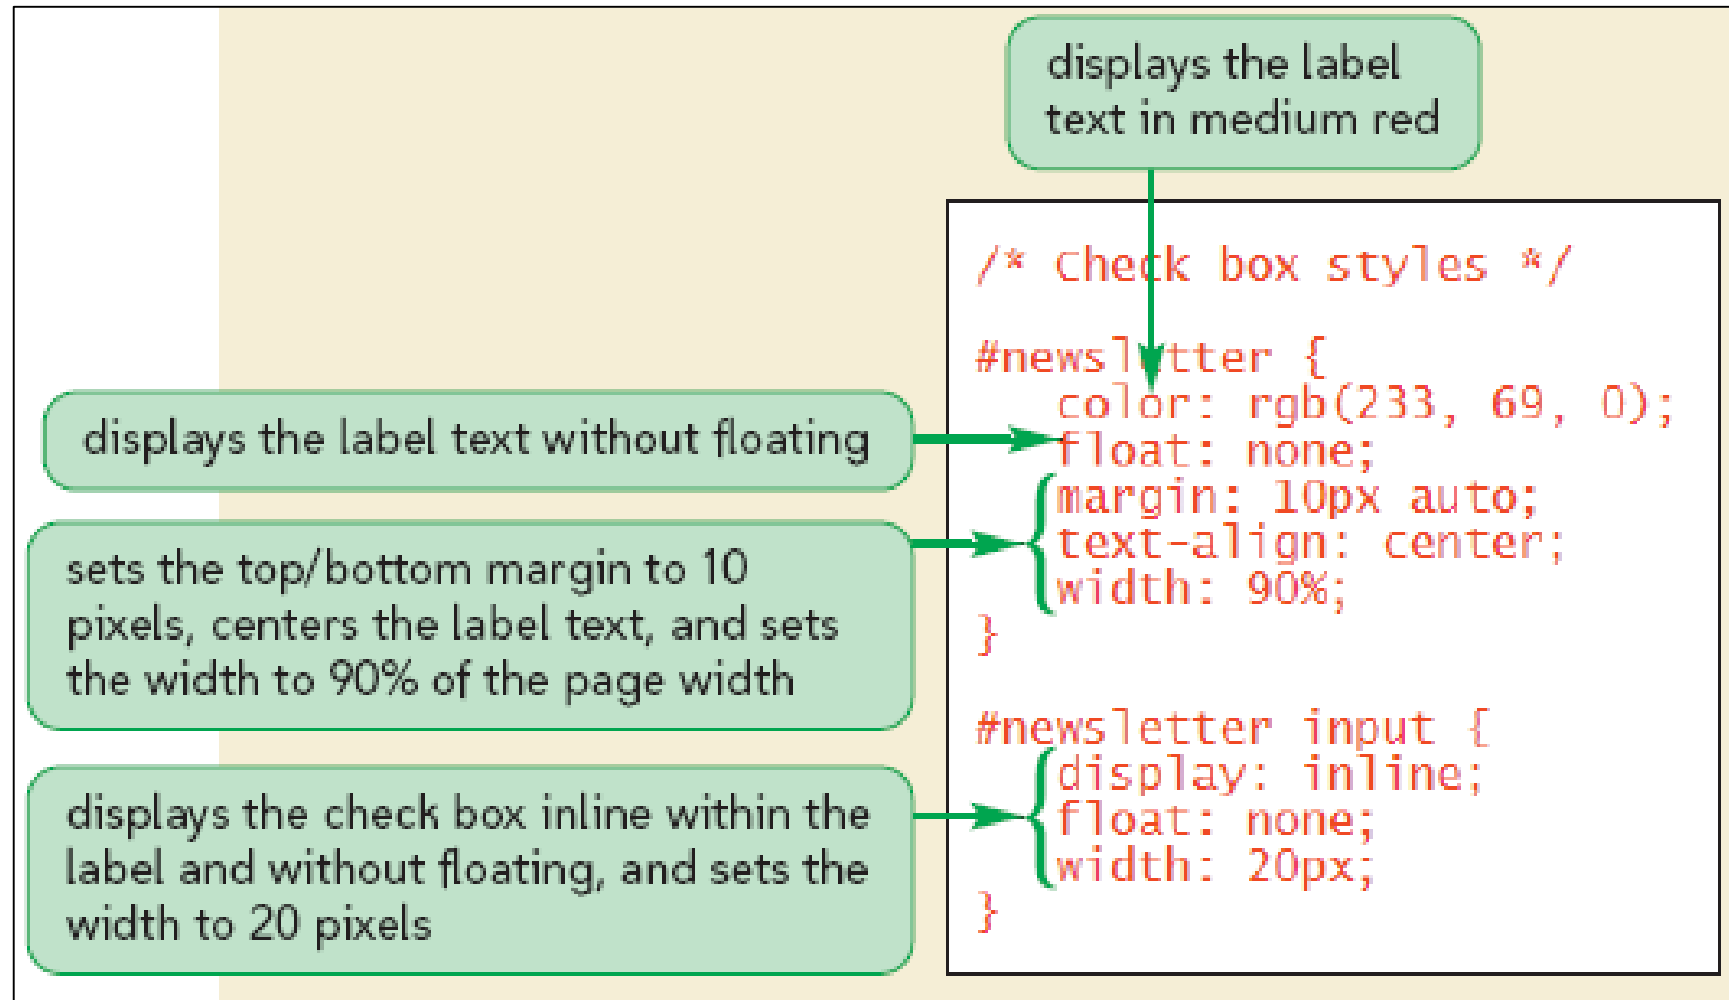 displays the label
text in medium red
/* Check box styles */
#newsletter {
color: rgb(233, 69, 0);
displays the label text without floating
float: none;
margin: 10px auto;
text-align: center;
width: 90%;
}
sets the top/bottom margin to 10
pixels, centers the label text, and sets
the width to 90% of the page width
#newsletter input {
display: inline;
float: none;
width: 20px;
}
displays the check box inline within the
label and without floating, and sets the
width to 20 pixels